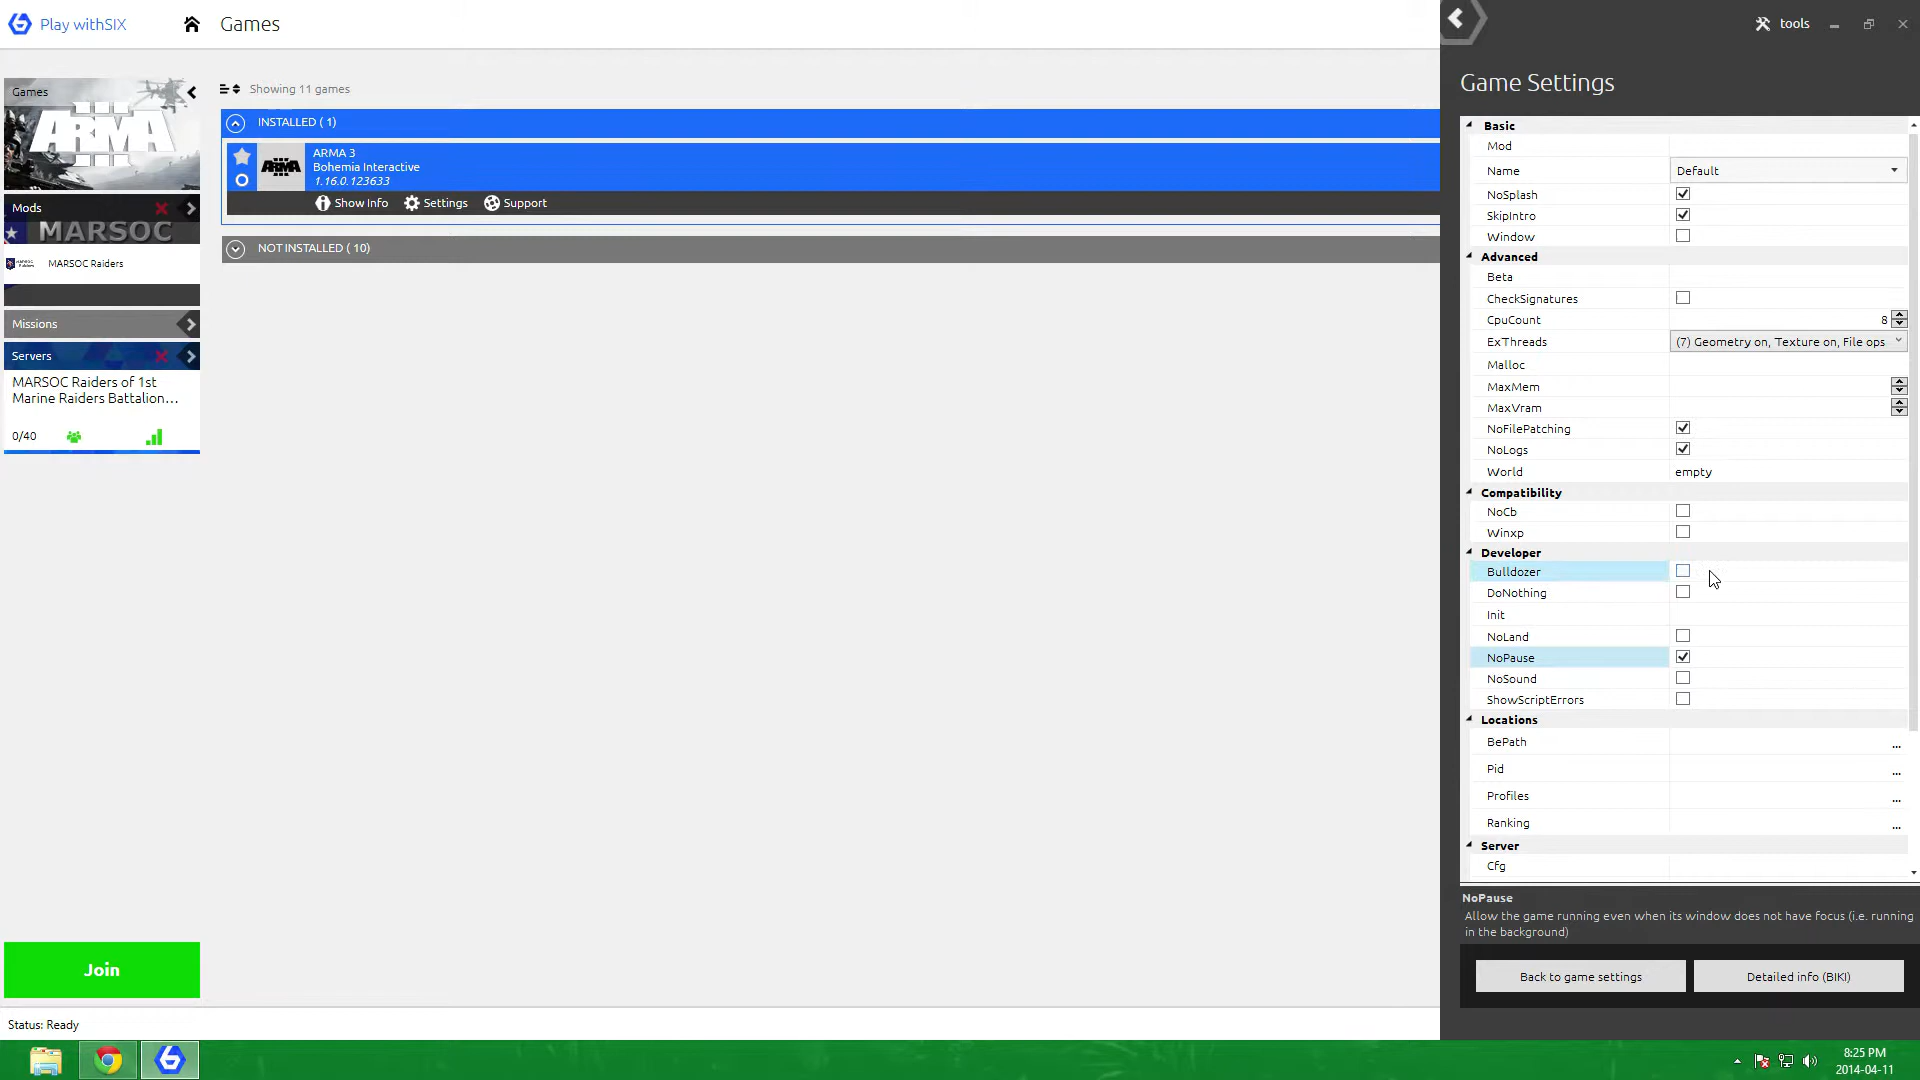 Play withSIX
Games
tools
Game Settings
Games
ARMA III
Mods
MARSOC
MARSOC Raiders
Missions
Servers
MARSOC Raiders of 1st
Marine Raiders Battalion...
0/40
Join
Status: Ready
Showing 11 games
INSTALLED ( 1)
ARMA III
ARMA 3
Bohemia Interactive
1.16.0.123633
Show Info
Settings
Support
NOT INSTALLED ( 10)
Basic
Mod
Name Default
NoSplash
SkipIntro
Window
Advanced
Beta
CheckSignatures
CpuCount 8
ExThreads (7) Geometry on, Texture on, File ops
Malloc
MaxMem
MaxVram
NoFilePatching
NoLogs
World empty
Compatibility
NoCb
Winxp
Developer
Bulldozer
DoNothing
Init
NoLand
NoPause
NoSound
ShowScriptErrors
Locations
BePath ...
Pid ...
Profiles ...
Ranking ...
Server
Cfg
NoPause
Allow the game running even when its window does not have focus (i.e. running
in the background)
Back to game settings
Detailed info (BIKI)
8:25 PM
2014-04-11